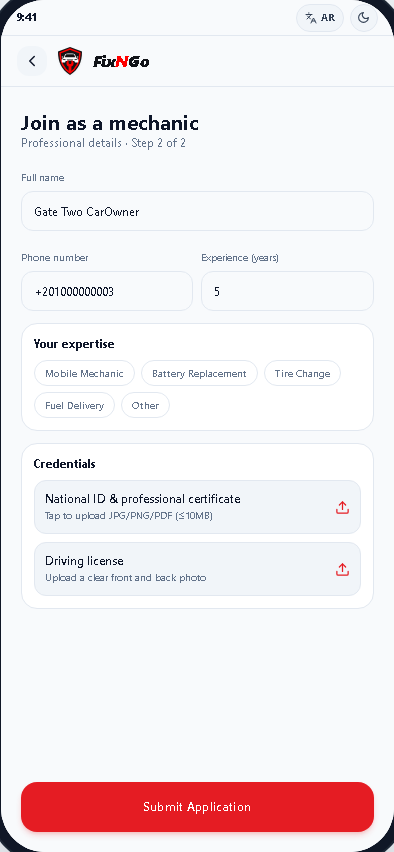 9:41
AR
FixNGo
Join as a mechanic
Professional details · Step 2 of 2
Full name
Gate Two CarOwner
Phone number
Experience (years)
+201000000003
5
Your expertise
Mobile Mechanic
Battery Replacement
Tire Change
Fuel Delivery
Other
Credentials
National ID & professional certificate
Tap to upload JPG/PNG/PDF (≤10MB)
Driving license
Upload a clear front and back photo
Submit Application